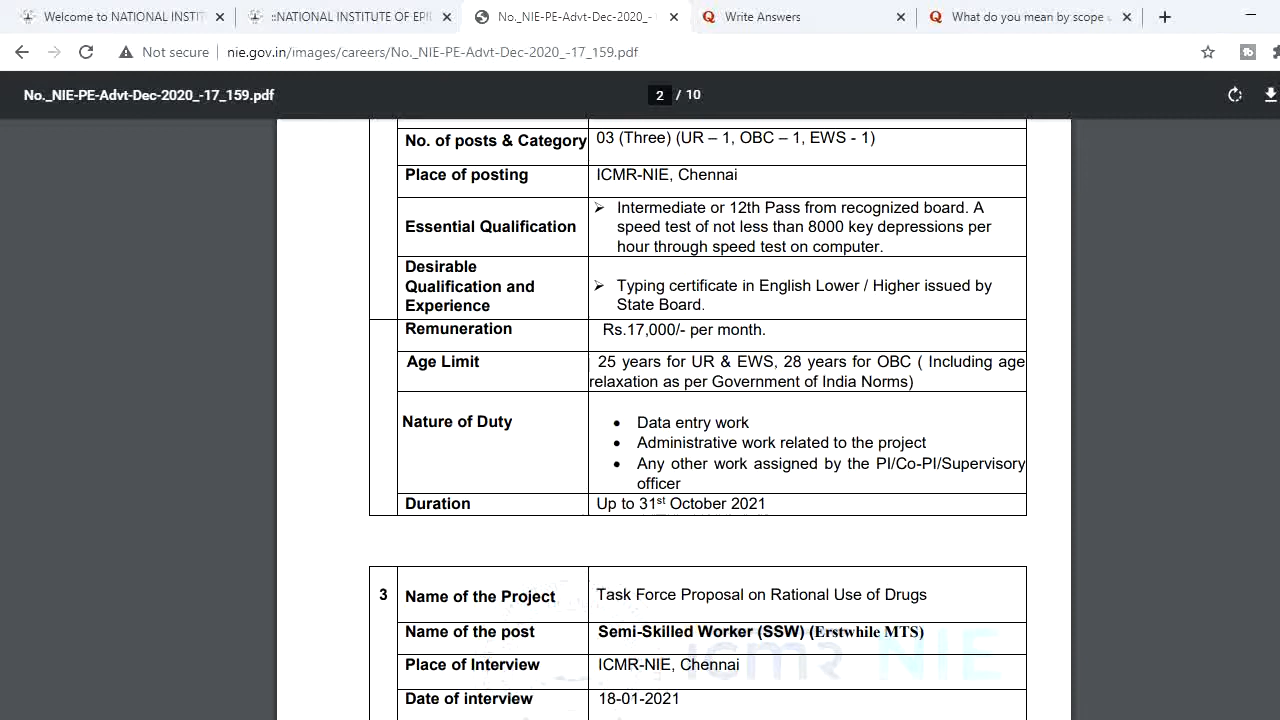 Welcome to NATIONAL INSTIT
::NATIONAL INSTITUTE OF EPI
No._NIE-PE-Advt-Dec-2020_-
Write Answers
What do you mean by scope
Not secure
nie.gov.in/images/careers/No._NIE-PE-Advt-Dec-2020_-17_159.pdf
No._NIE-PE-Advt-Dec-2020_-17_159.pdf
2 / 10
No. of posts & Category 03 (Three) (UR – 1, OBC – 1, EWS - 1)
Place of posting ICMR-NIE, Chennai
Essential Qualification
➢ Intermediate or 12th Pass from recognized board. A
speed test of not less than 8000 key depressions per
hour through speed test on computer.
Desirable
Qualification and
Experience
➢ Typing certificate in English Lower / Higher issued by
State Board.
Remuneration Rs.17,000/- per month.
Age Limit 25 years for UR & EWS, 28 years for OBC ( Including age
relaxation as per Government of India Norms)
Nature of Duty
• Data entry work
• Administrative work related to the project
• Any other work assigned by the PI/Co-PI/Supervisory
officer
Duration Up to 31st October 2021
3 Name of the Project Task Force Proposal on Rational Use of Drugs
Name of the post Semi-Skilled Worker (SSW) (Erstwhile MTS)
Place of Interview ICMR-NIE, Chennai
Date of interview 18-01-2021
icmr NIE